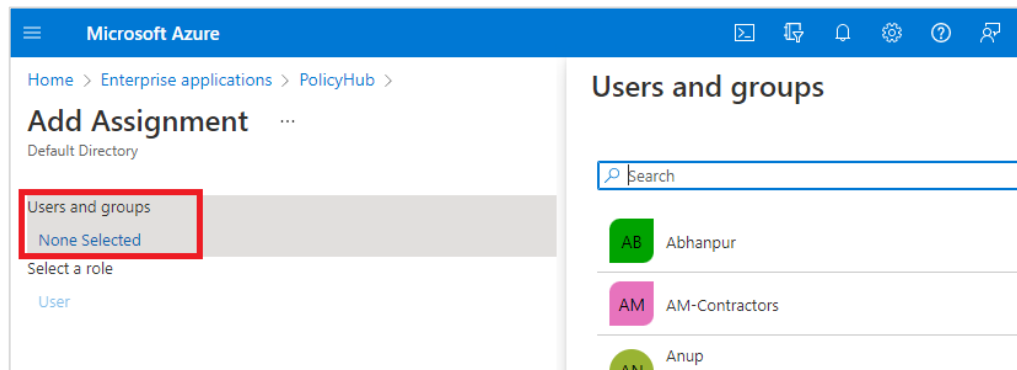 Microsoft Azure
Home > Enterprise applications > PolicyHub >
Add Assignment ...
Default Directory
Users and groups
None Selected
Select a role
User
Users and groups
Search
AB Abhanpur
AM AM-Contractors
AN Anup